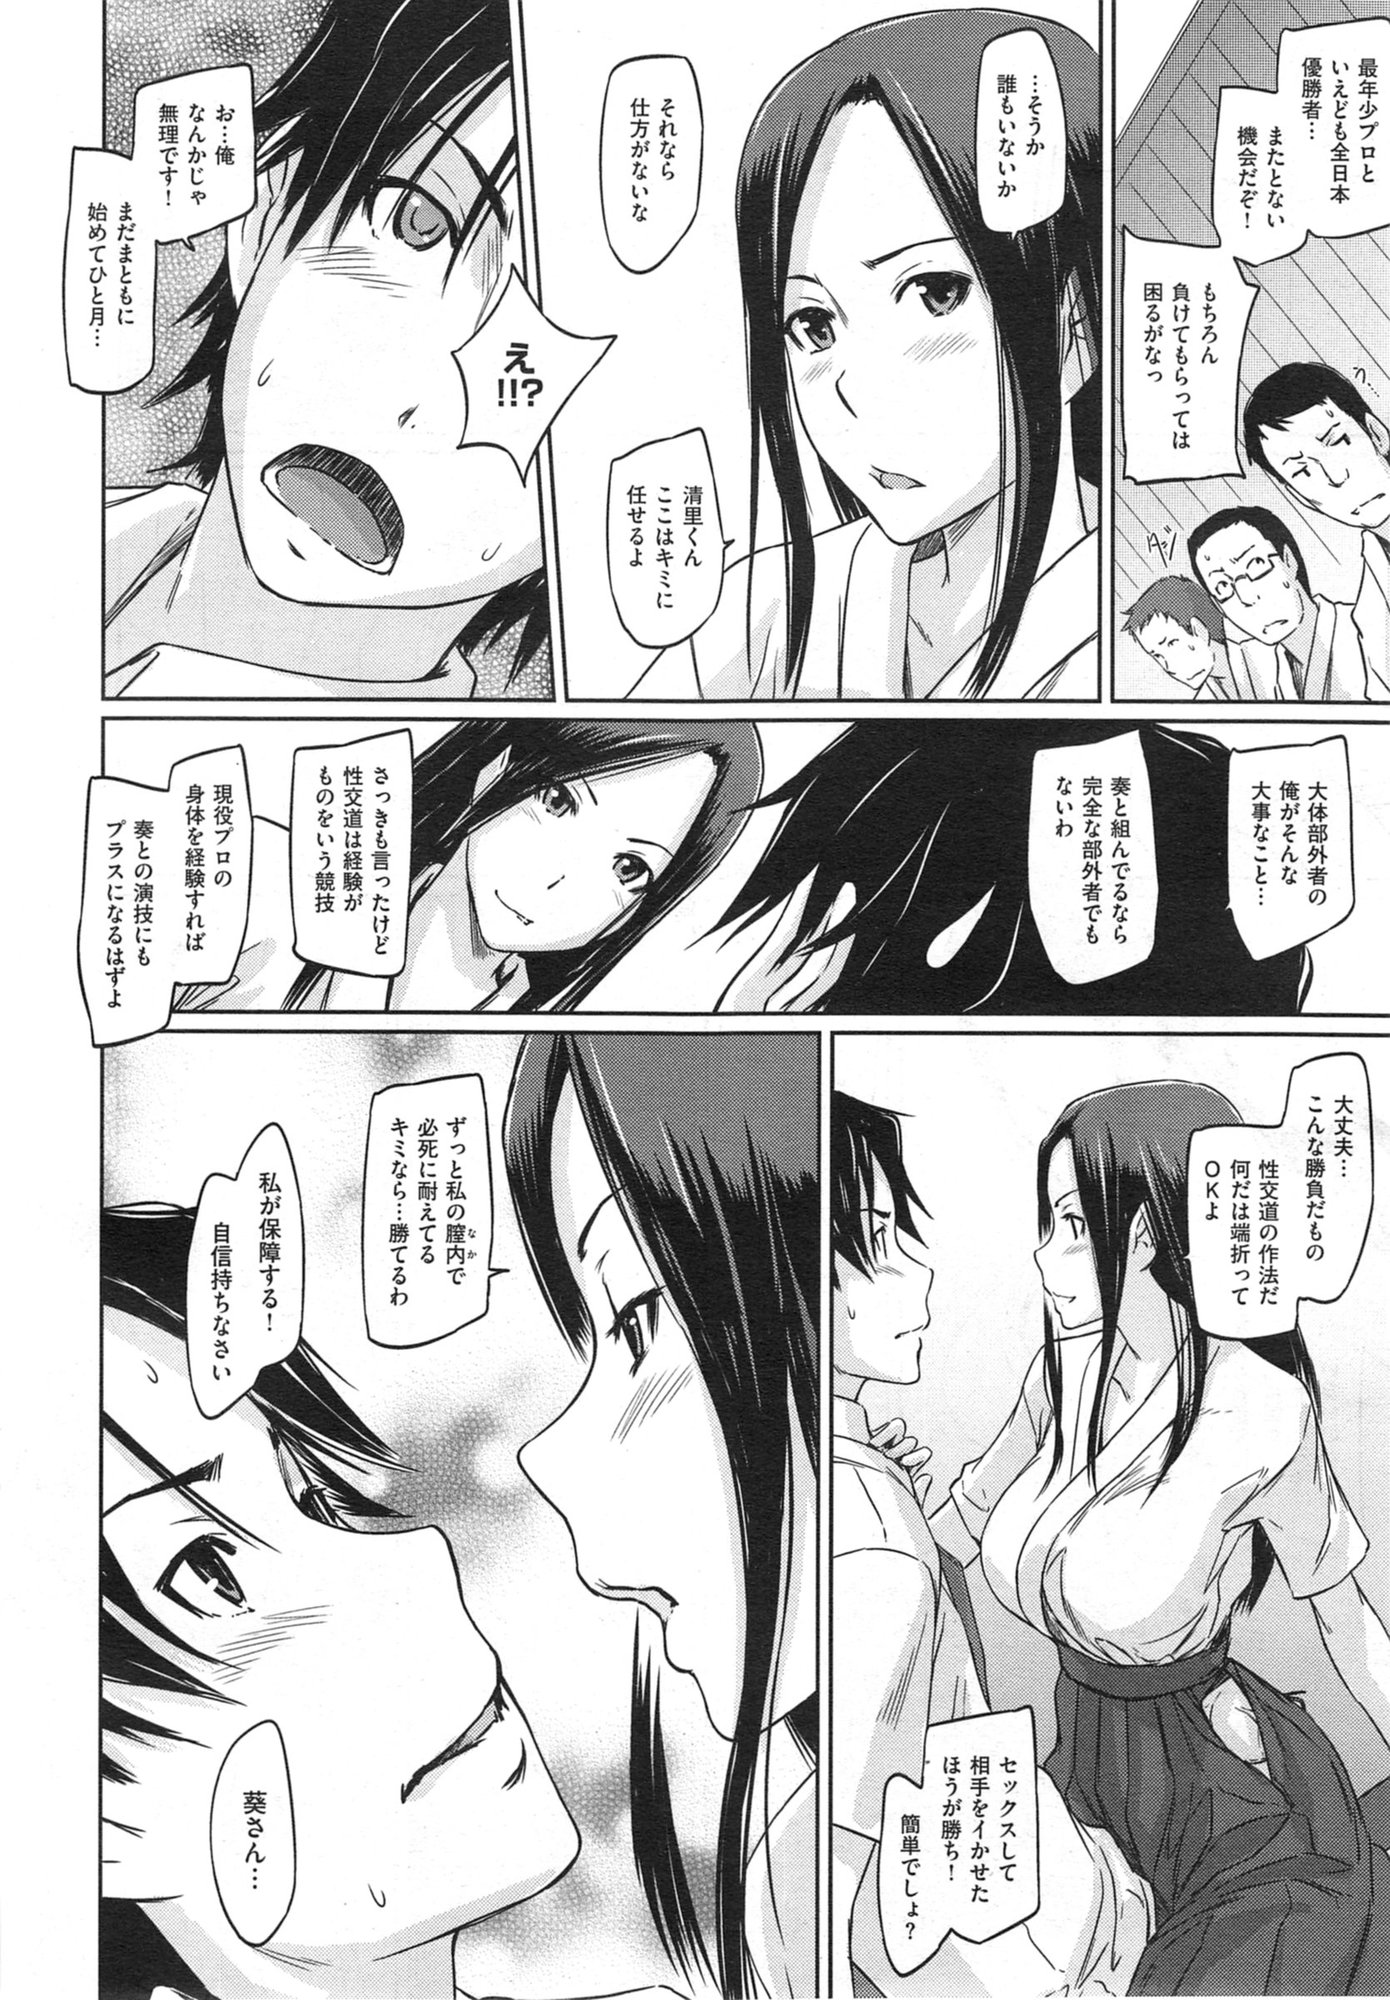 最年少プロと
いえども全日本
優勝者…
またとない
機会だぞ！
もちろん
負けてもらっては
困るがなっ
…そうか
誰もいないか
それなら
仕方がないな
清里くん
ここはキミに
任せるよ
え!!?
お…俺
なんかじゃ
無理です！
まだまともに
始めてひと月…
大体部外者の
俺がそんな
大事なこと…
奏と組んでるなら
完全な部外者でも
ないわ
さっきも言ったけど
性交道は経験が
ものをいう競技
現役プロの
身体を経験すれば
奏との演技にも
プラスになるはずよ
大丈夫…
こんな勝負だもの
性交道の作法だ
何だは端折って
OKよ
セックスして
相手をイかせた
ほうが勝ち！
簡単でしょ？
ずっと私の膣内で
なか
必死に耐えてる
キミなら…勝てるわ
私が保障する！
自信持ちなさい
葵さん…